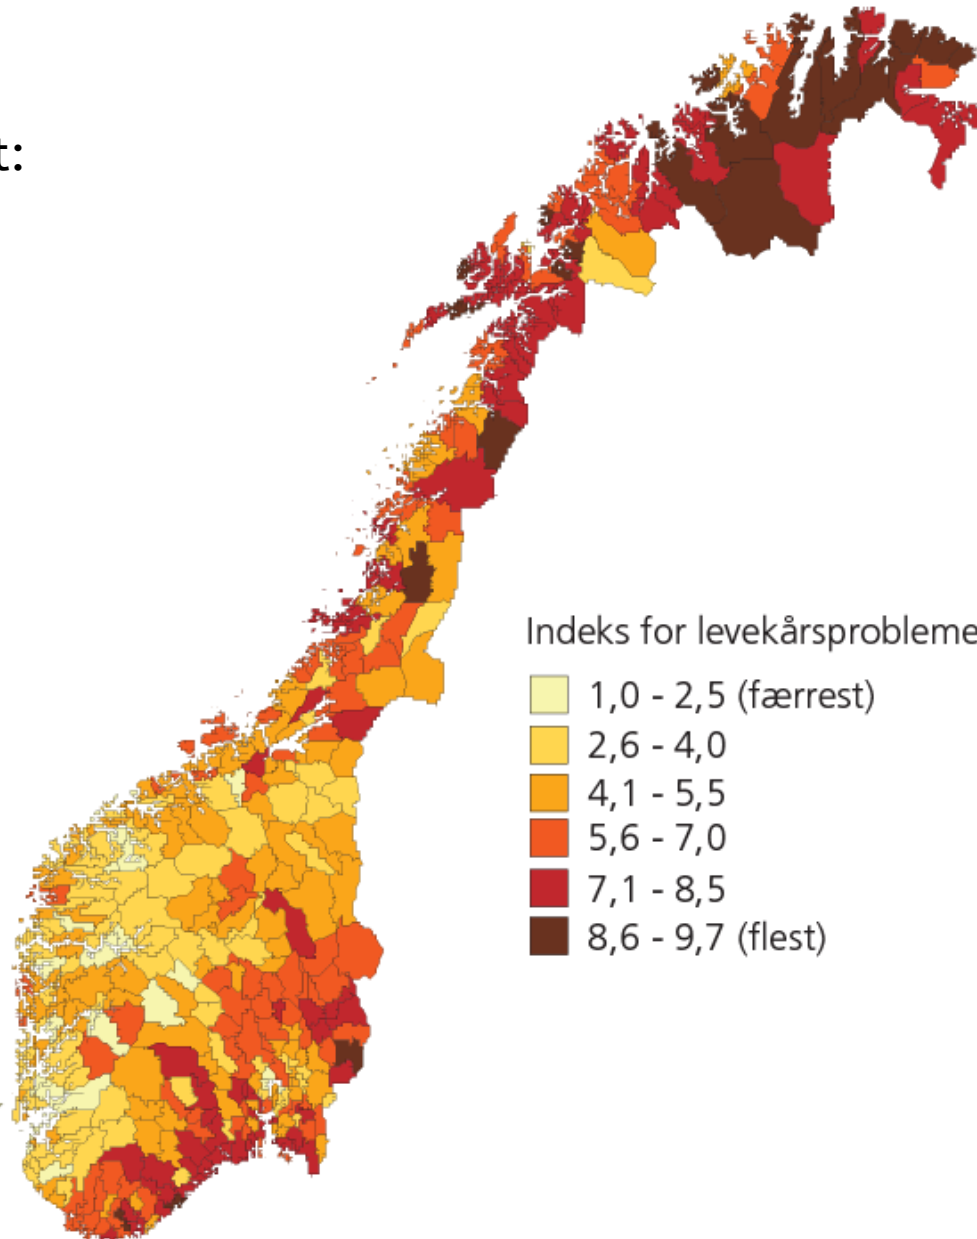 t:
Indeks for levekårsprobleme
1,0 - 2,5 (færrest)
2,6 - 4,0
4,1 - 5,5
5,6 - 7,0
7,1 - 8,5
8,6 - 9,7 (flest)